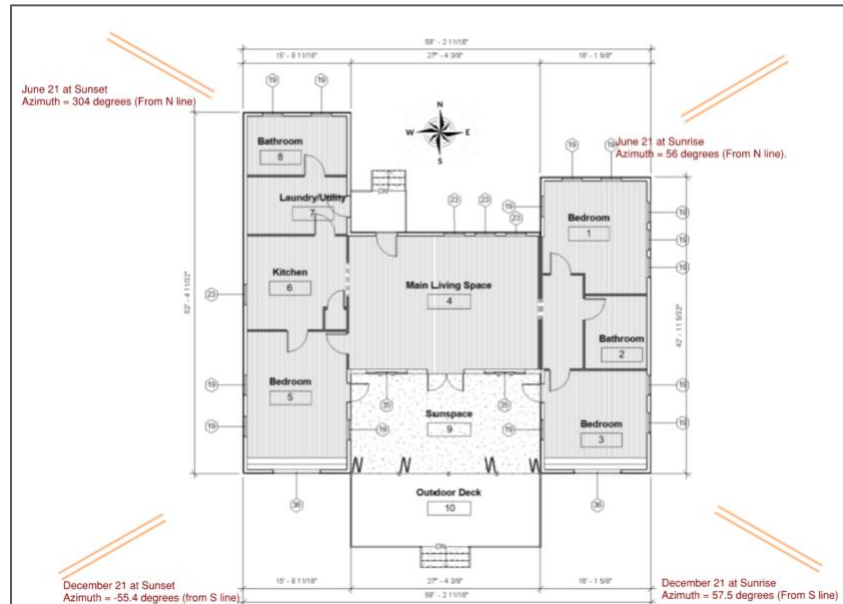 59' - 2 11/16"
15' - 8 11/16"
27' - 4 3/8"
16' - 1 5/8"
June 21 at Sunset
Azimuth = 304 degrees (From N line)
19
19
N
W
E
S
June 21 at Sunrise
Azimuth = 56 degrees (From N line).
19
19
Bathroom
8
DN
Laundry/Utility
7
23
23
23
19
Bedroom
1
19
19
19
Kitchen
6
23
Main Living Space
4
Bathroom
2
42' - 11 5/32"
Bedroom
5
19
19
35
35
19
19
Sunspace
9
19
19
Bedroom
3
36
36
Outdoor Deck
10
DN
December 21 at Sunset
Azimuth = -55.4 degrees (from S line)
December 21 at Sunrise
Azimuth = 57.5 degrees (From S line)
15' - 8 11/16"
27' - 4 3/8"
16' - 1 5/8"
59' - 2 11/16"